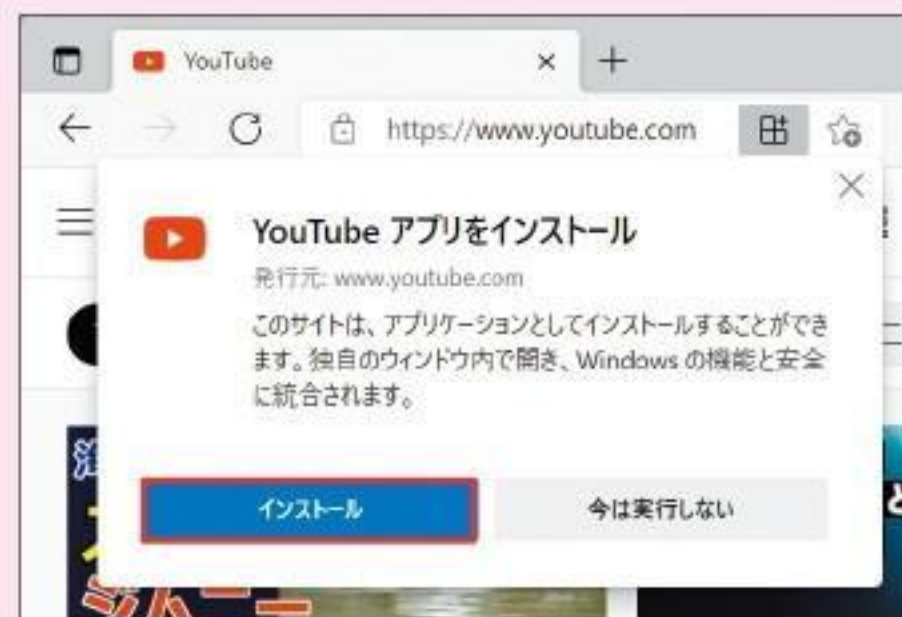 YouTube
https://www.youtube.com
YouTube アプリをインストール
発行元: www.youtube.com
このサイトは、アプリケーションとしてインストールすることができ
ます。独自のウィンドウ内で開き、Windows の機能と安全
に統合されます。
インストール
今は実行しない